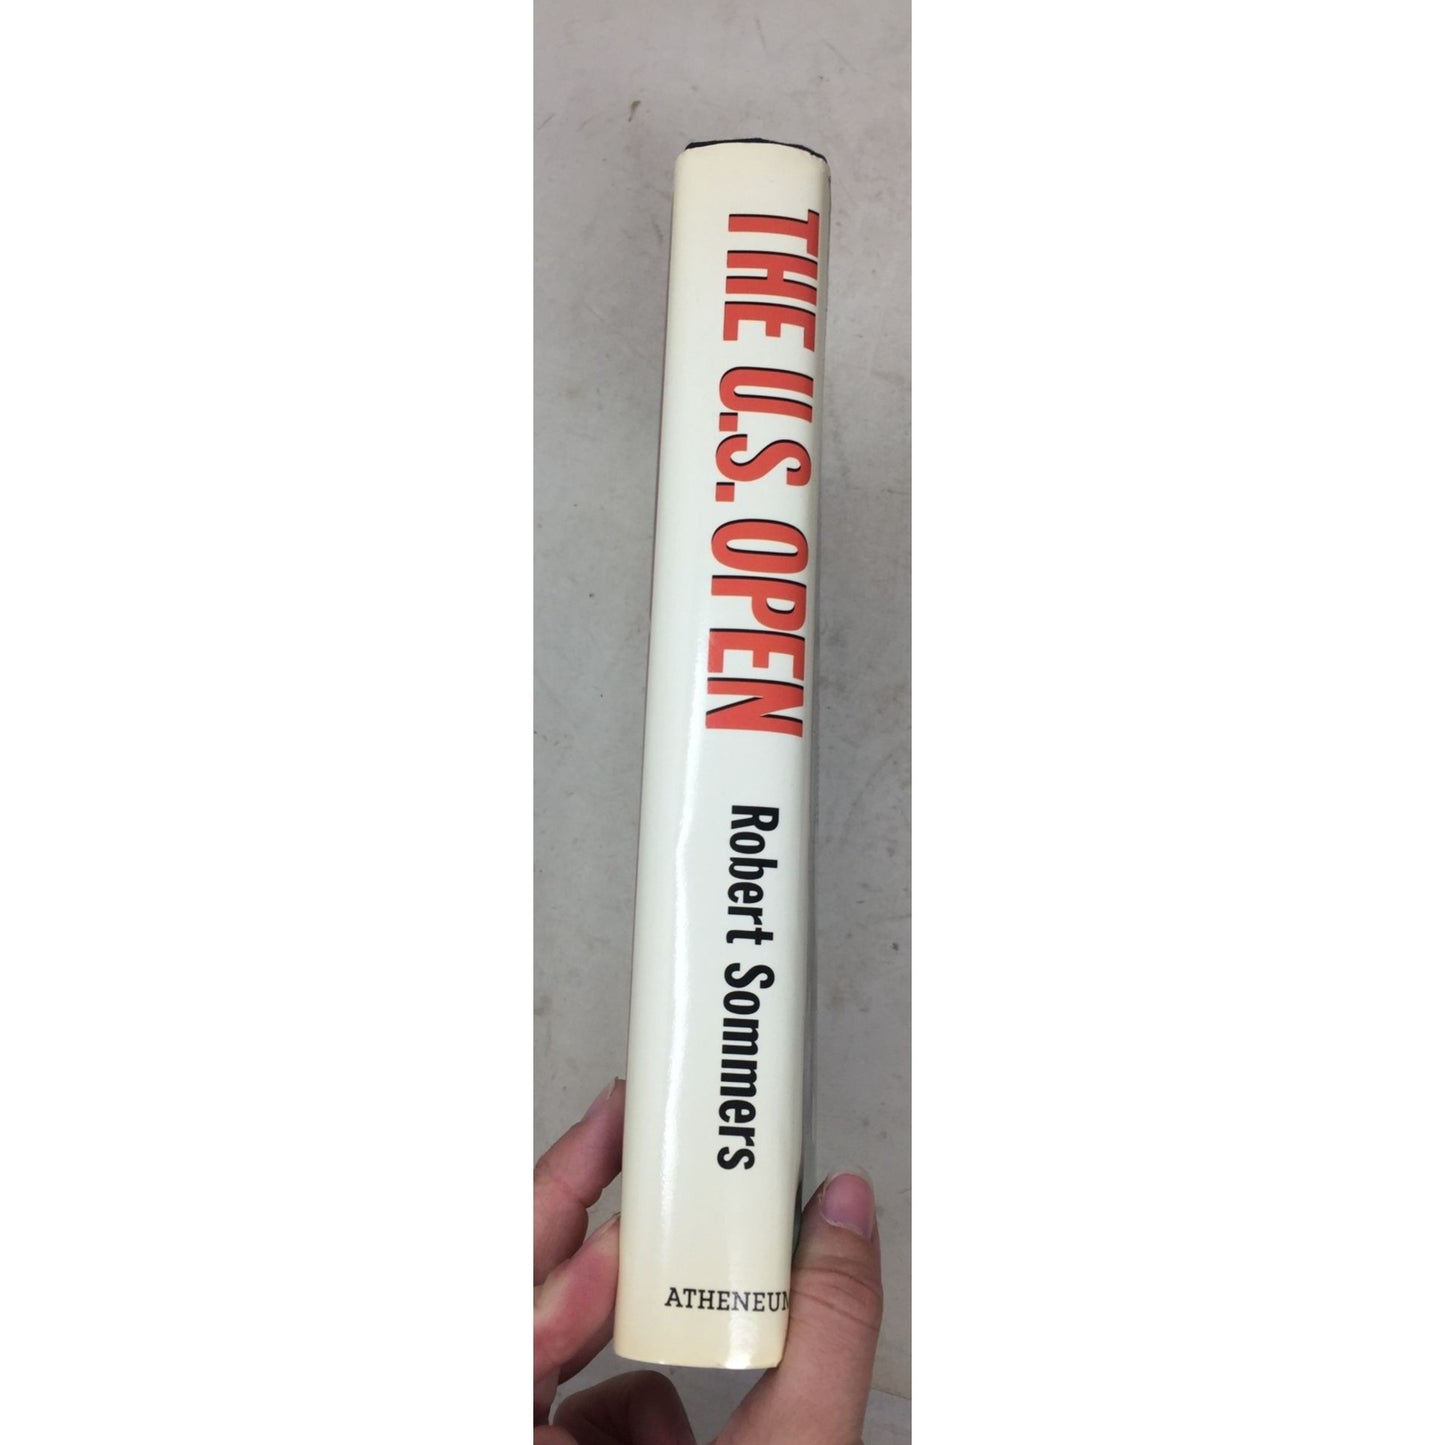 THE U.S. OPEN
Robert Sommers
ATHENEUM